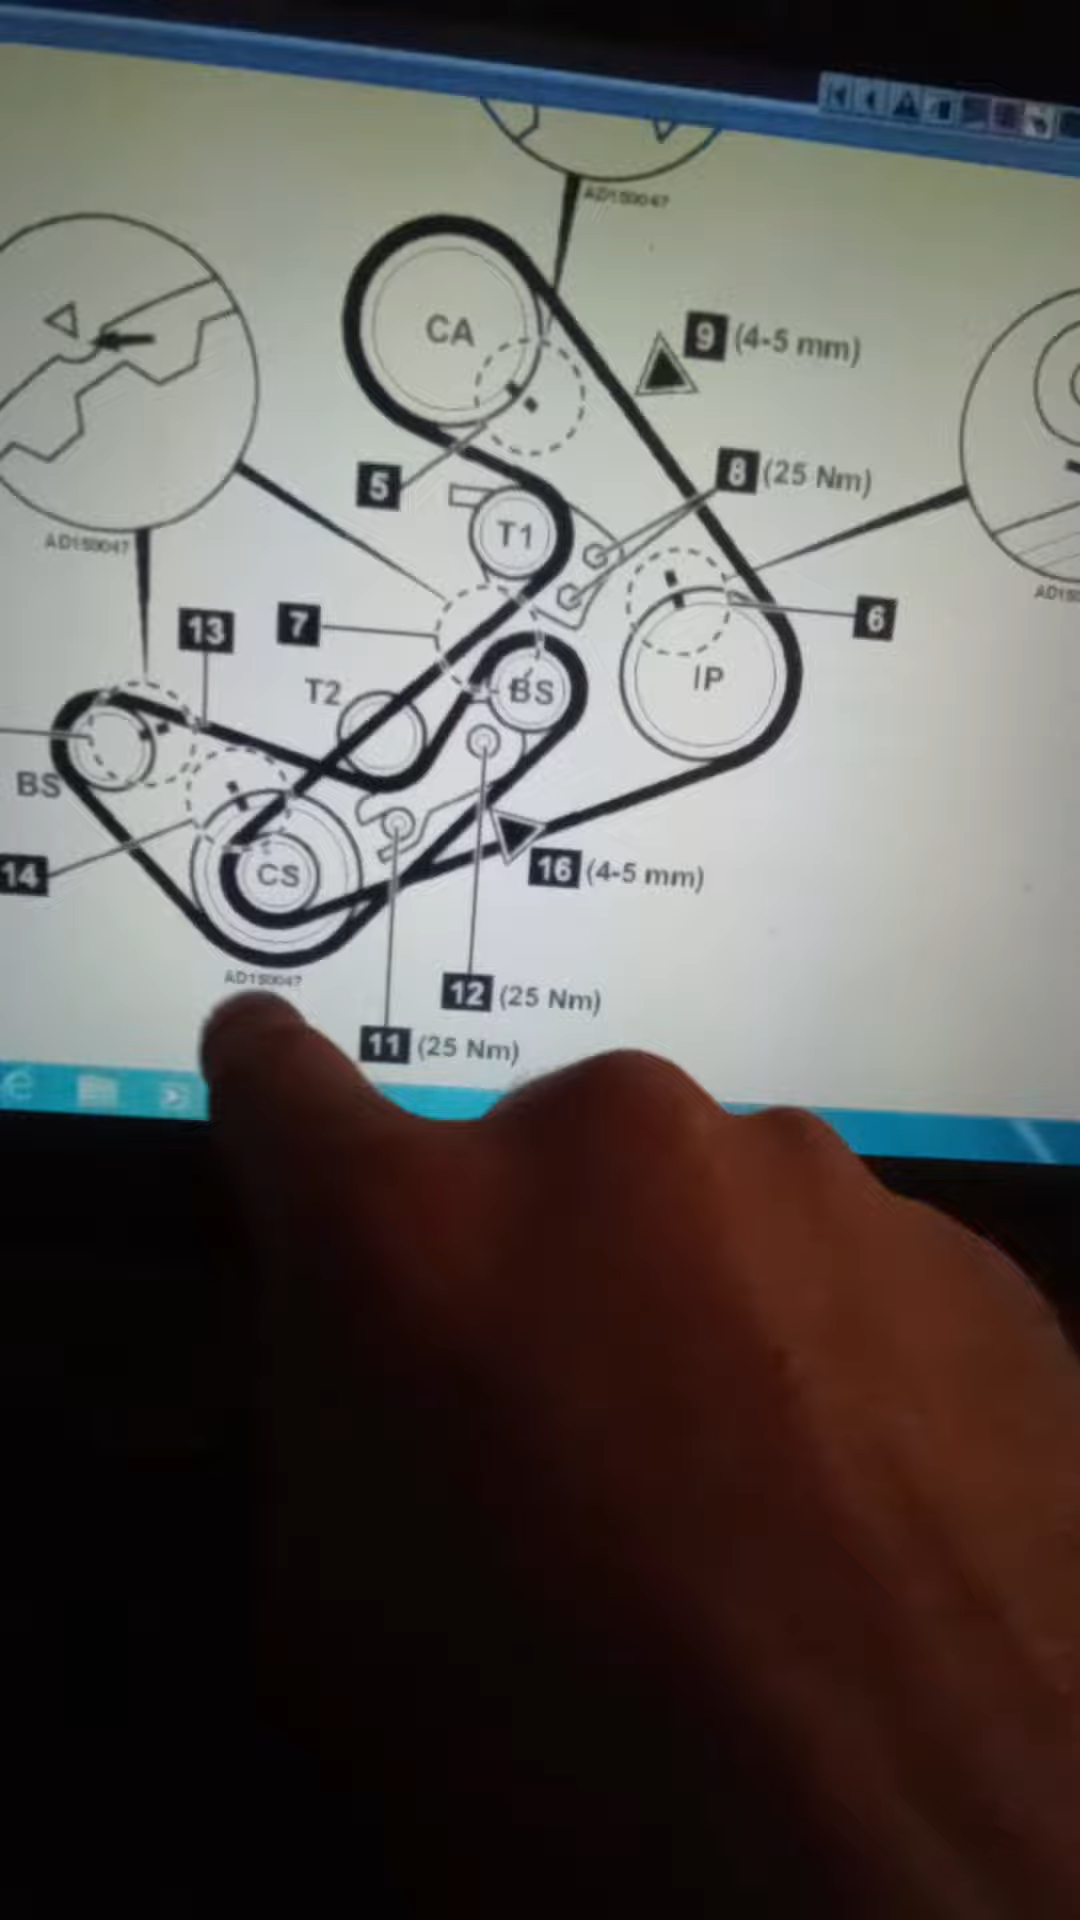 AD150047
CA
9 (4-5 mm)
5
8 (25 Nm)
T1
AD150047
13
7
6
T2
BS
IP
BS
14
CS
16 (4-5 mm)
AD150047
12 (25 Nm)
11 (25 Nm)